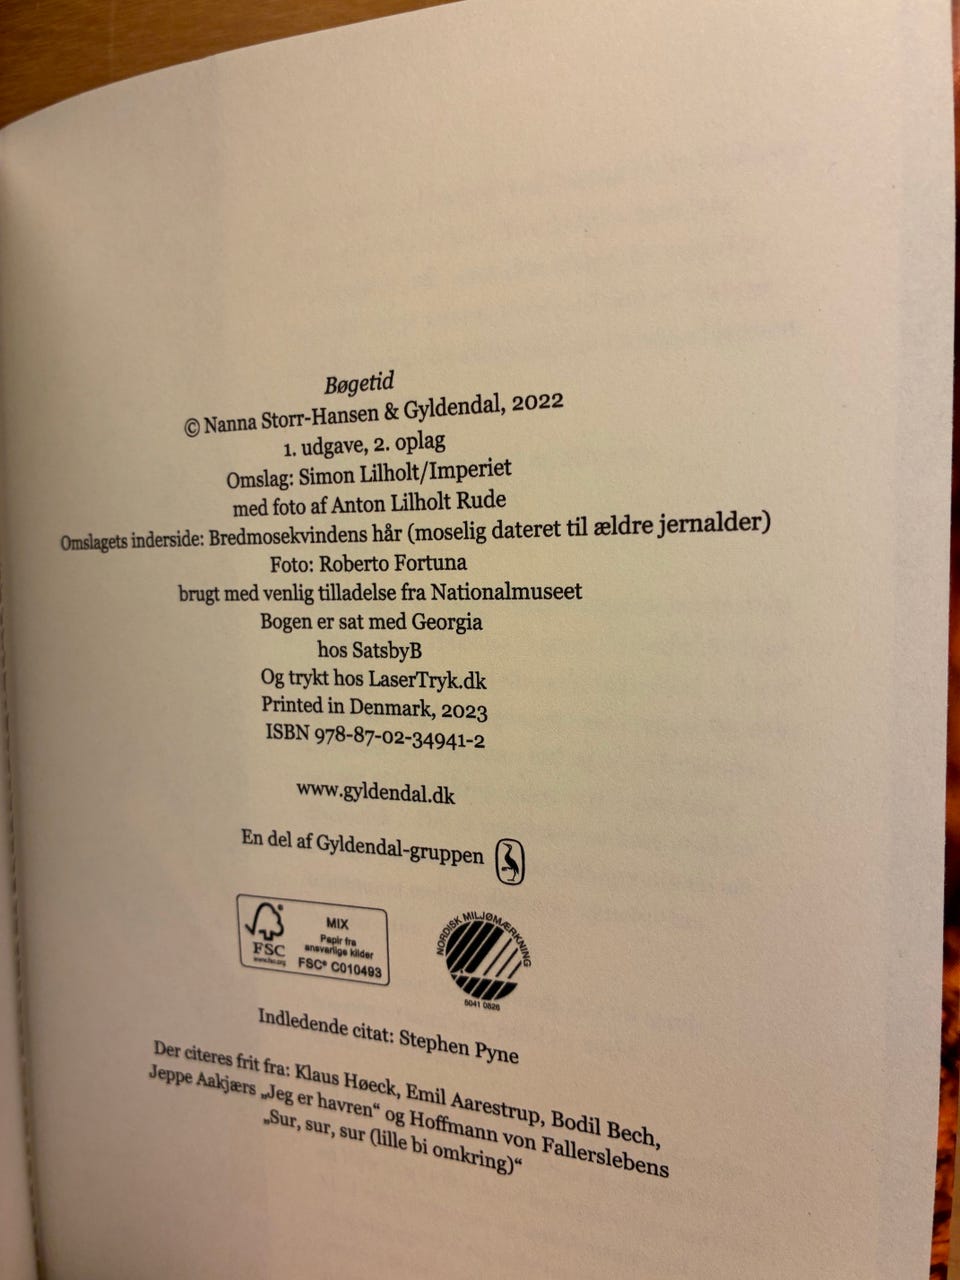 Bøgetid
© Nanna Storr-Hansen & Gyldendal, 2022
1. udgave, 2. oplag
Omslag: Simon Lilholt/Imperiet
med foto af Anton Lilholt Rude
Omslagets inderside: Bredmosekvindens hår (moselig dateret til ældre jernalder)
Foto: Roberto Fortuna
brugt med venlig tilladelse fra Nationalmuseet
Bogen er sat med Georgia
hos SatsbyB
Og trykt hos LaserTryk.dk
Printed in Denmark, 2023
ISBN 978-87-02-34941-2
www.gyldendal.dk
En del af Gyldendal-gruppen
FSC
www.fsc.org
MIX
Papir fra
ansvarlige kilder
FSC® C010493
NORDISK MILJØMÆRKNING
5041 0826
Indledende citat: Stephen Pyne
Der citeres frit fra: Klaus Høeck, Emil Aarestrup, Bodil Bech,
Jeppe Aakjærs „Jeg er havren“ og Hoffmann von Fallerslebens
„Sur, sur, sur (lille bi omkring)“